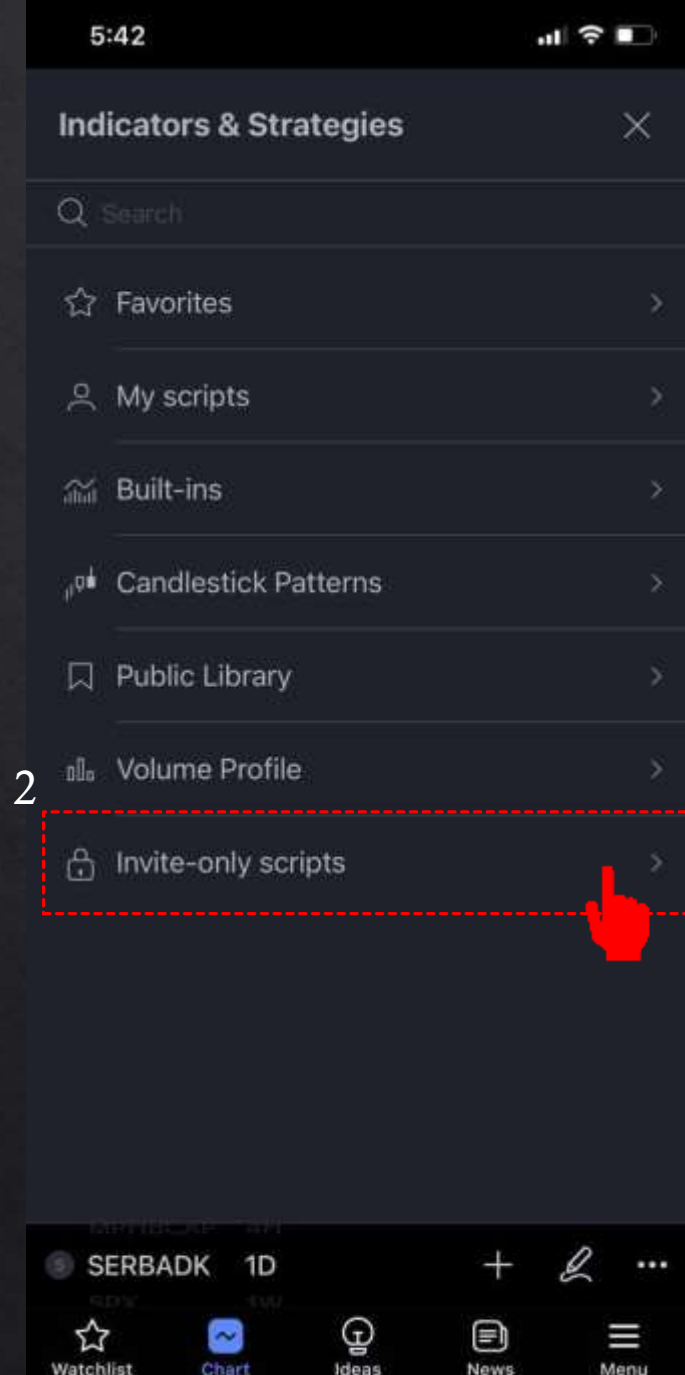 5:42
Indicators & Strategies
Search
Favorites
My scripts
Built-ins
Candlestick Patterns
Public Library
Volume Profile
2
Invite-only scripts
SERBADK 1D
Watchlist
Chart
Ideas
News
Menu